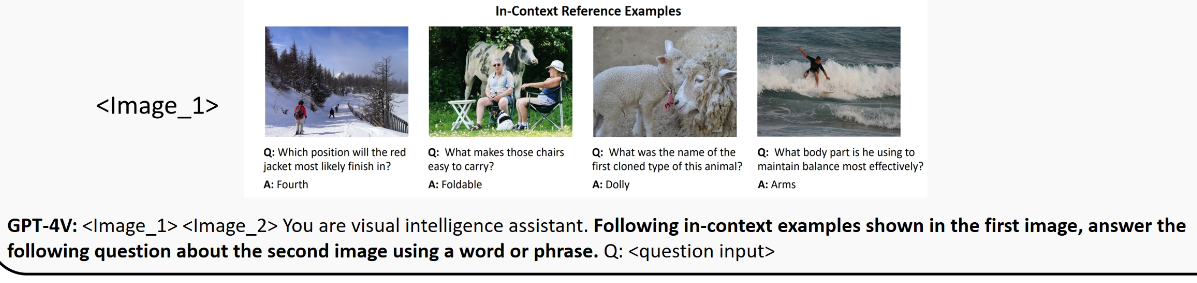 In-Context Reference Examples
<Image_1>
Q: Which position will the red
jacket most likely finish in?
A: Fourth
Q: What makes those chairs
easy to carry?
A: Foldable
Q: What was the name of the
first cloned type of this animal?
A: Dolly
Q: What body part is he using to
maintain balance most effectively?
A: Arms
GPT-4V: <Image_1> <Image_2> You are visual intelligence assistant. Following in-context examples shown in the first image, answer the
following question about the second image using a word or phrase. Q: <question input>